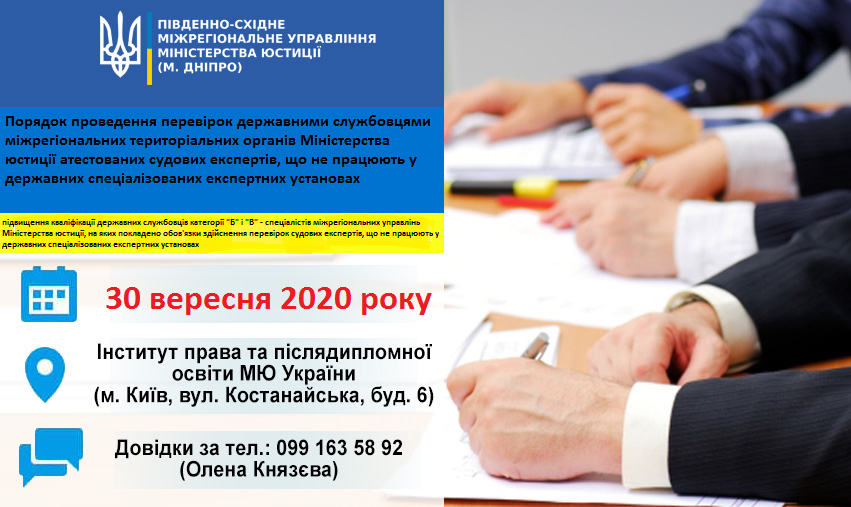 ПІВДЕННО-СХІДНЕ
МІЖРЕГІОНАЛЬНЕ УПРАВЛІННЯ
МІНІСТЕРСТВА ЮСТИЦІЇ
(М. ДНІПРО)
Порядок проведення перевірок державними службовцями
міжрегіональних територіальних органів Міністерства
юстиції атестованих судових експертів, що не працюють у
державних спеціалізованих експертних установах
підвищення кваліфікації державних службовців категорії "Б" і "В" - спеціалістів міжрегіональних управлінь
Міністерства юстиції, на яких покладено обов'язки здійснення перевірок судових експертів, що не працюють у
державних спеціалізованих експертних установах
30 вересня 2020 року
Інститут права та післядипломної
освіти МЮ України
(м. Київ, вул. Костанайська, буд. 6)
Довідки за тел.: 099 163 58 92
(Олена Князєва)